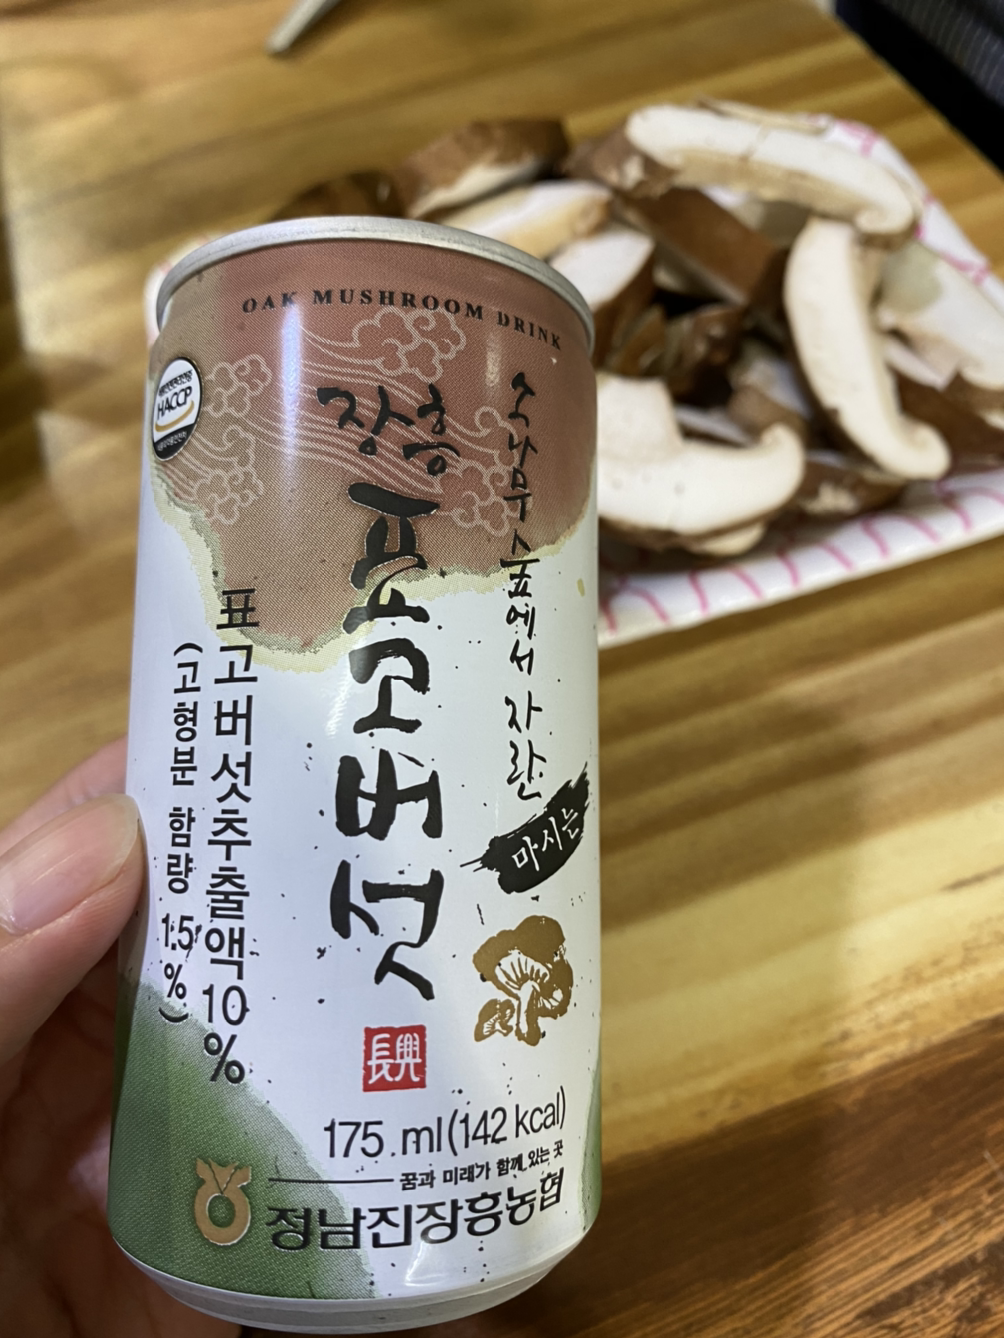 OAK MUSHROOM DRINK
HACCP
소나무 숲에서 자란
마시는
장흥
표고버섯
표고버섯추출액10%
(고형분 함량 1.5%)
長興
175 ml(142 kcal)
꿈과 미래가 함께 있는 곳
정남진장흥농협